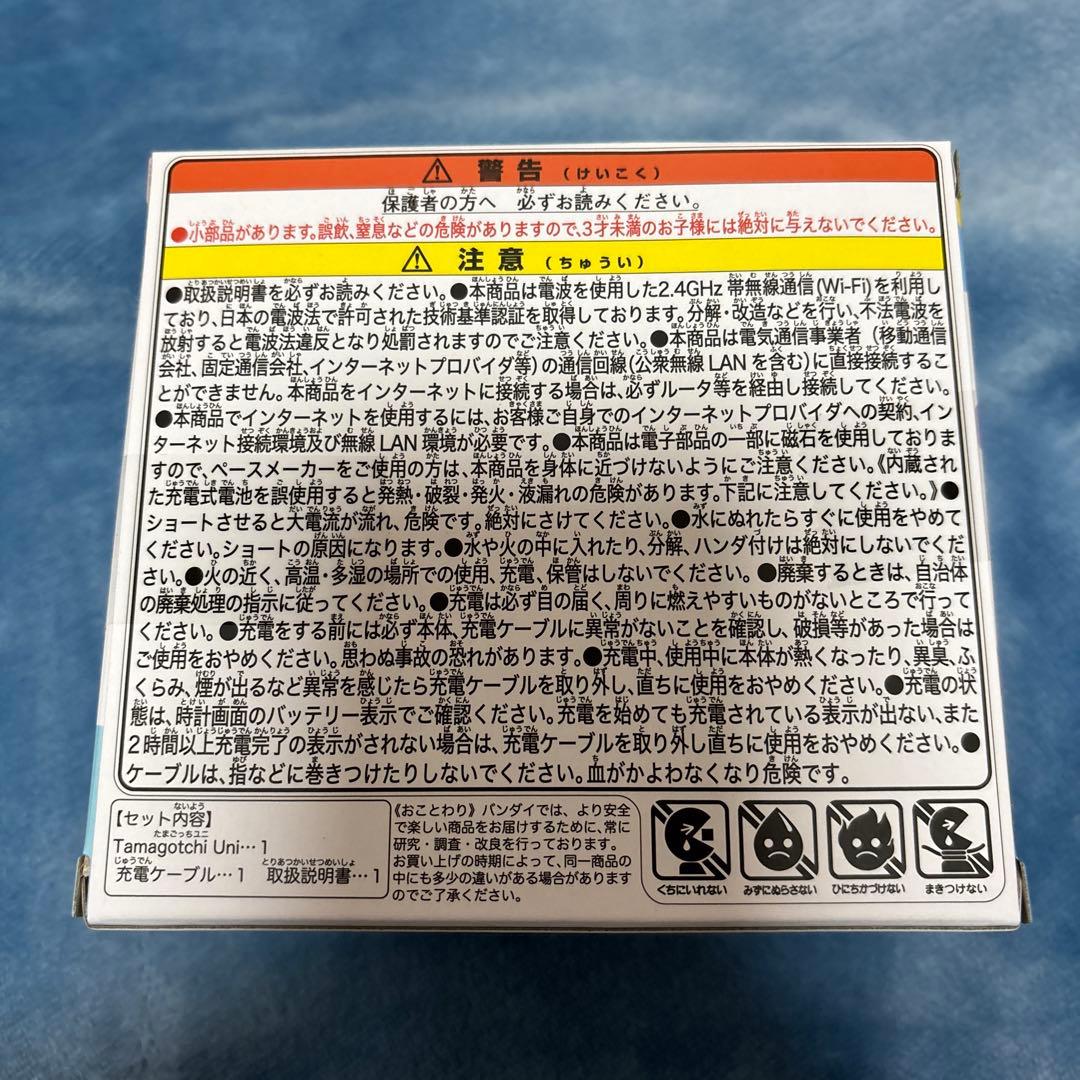 ⚠ 警告 (けいこく)
保護者の方へ 必ずお読みください。
●小部品があります。誤飲、窒息などの危険がありますので、3才未満のお子様には絶対に与えないでください。
⚠ 注意 (ちゅうい)
●取扱説明書を必ずお読みください。●本商品は電波を使用した2.4GHz 帯無線通信(Wi-Fi)を利用し
ており、日本の電波法で許可された技術基準認証を取得しております。分解・改造などを行い、不法電波を
放射すると電波法違反となり処罰されますのでご注意ください。●本商品は電気通信事業者 (移動通信
会社、固定通信会社、インターネットプロバイダ等)の通信回線(公衆無線 LANを含む)に直接接続するこ
とができません。本商品をインターネットに接続する場合は、必ずルータ等を経由し接続してください。
●本商品でインターネットを使用するには、お客様ご自身でのインターネットプロバイダへの契約、イン
ターネット接続環境及び無線 LAN 環境が必要です。●本商品は電子部品の一部に磁石を使用しておりま
すので、ペースメーカーをご使用の方は、本商品を身体に近づけないようにご注意ください。《内蔵され
た充電式電池を誤使用すると発熱・破裂・発火・液漏れの危険があります。下記に注意してください。》●
ショートさせると大電流が流れ、危険です。絶対にさけてください。●水にぬれたらすぐに使用をやめて
ください。ショートの原因になります。●水や火の中に入れたり、分解、ハンダ付けは絶対にしないでくだ
さい。●火の近く、高温・多湿の場所での使用、充電、保管はしないでください。●廃棄するときは、自治体
の廃棄処理の指示に従ってください。●充電は必ず目の届く、周りに燃えやすいものがないところで行って
ください。●充電をする前には必ず本体、充電ケーブルに異常がないことを確認し、破損等があった場合は
ご使用をおやめください。思わぬ事故の恐れがあります。●充電中、使用中に本体が熱くなったり、異臭、ふ
くらみ、煙が出るなど異常を感じたら充電ケーブルを取り外し、直ちに使用をおやめください。●充電の状
態は、時計画面のバッテリー表示でご確認ください。充電を始めても充電されている表示が出ない、また
2時間以上充電完了の表示がされない場合は、充電ケーブルを取り外し直ちに使用をおやめください。●
ケーブルは、指などに巻きつけたりしないでください。血がかよわなくなり危険です。
【セット内容】
Tamagotchi Uni…1
充電ケーブル…1 取扱説明書…1
《おことわり》バンダイでは、より安全
で楽しい商品をお届けするために、常に
研究・調査・改良を行っております。
お買い上げの時期によって、同一商品の
中にも多少の違いがある場合があります
のでご了承ください。
くちにいれない みずにぬらさない ひにちかづけない まきつけない